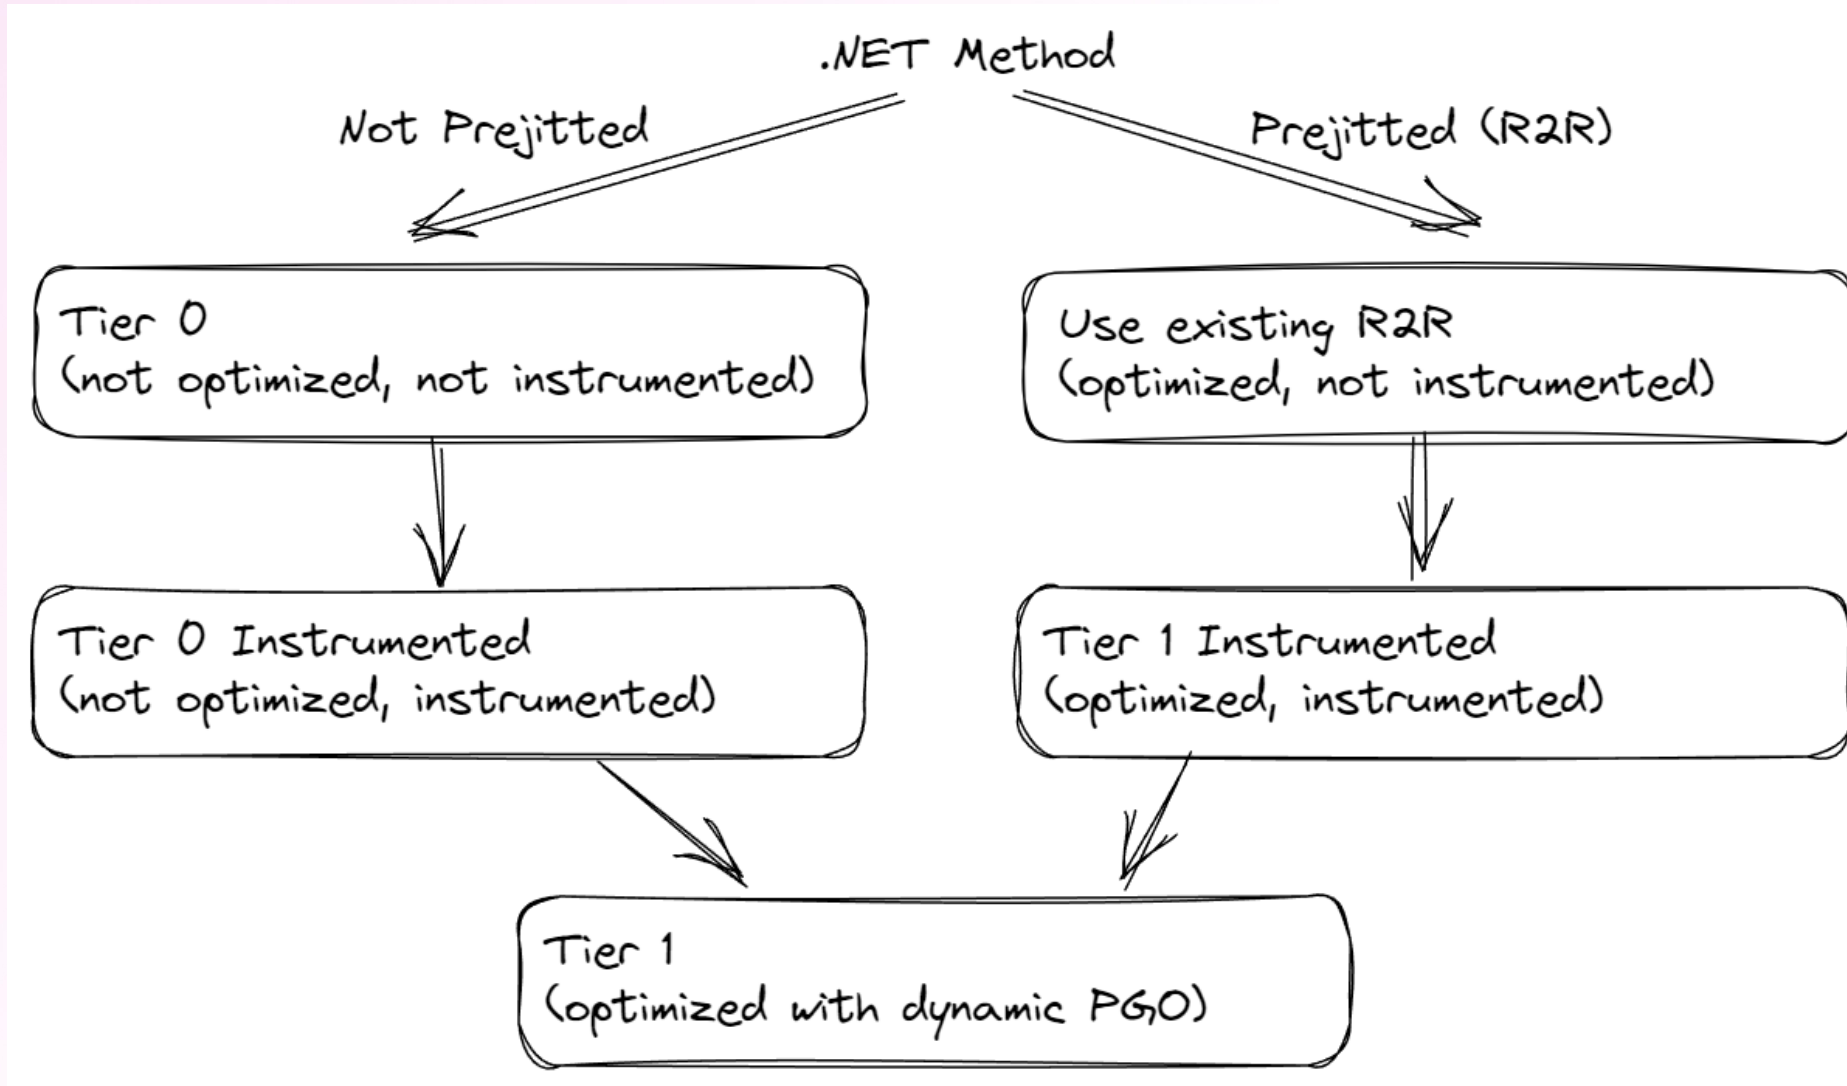 .NET Method
Not Prejitted
Prejitted (R2R)
Tier 0
(not optimized, not instrumented)
Use existing R2R
(optimized, not instrumented)
Tier 0 Instrumented
(not optimized, instrumented)
Tier 1 Instrumented
(optimized, instrumented)
Tier 1
(optimized with dynamic PGO)